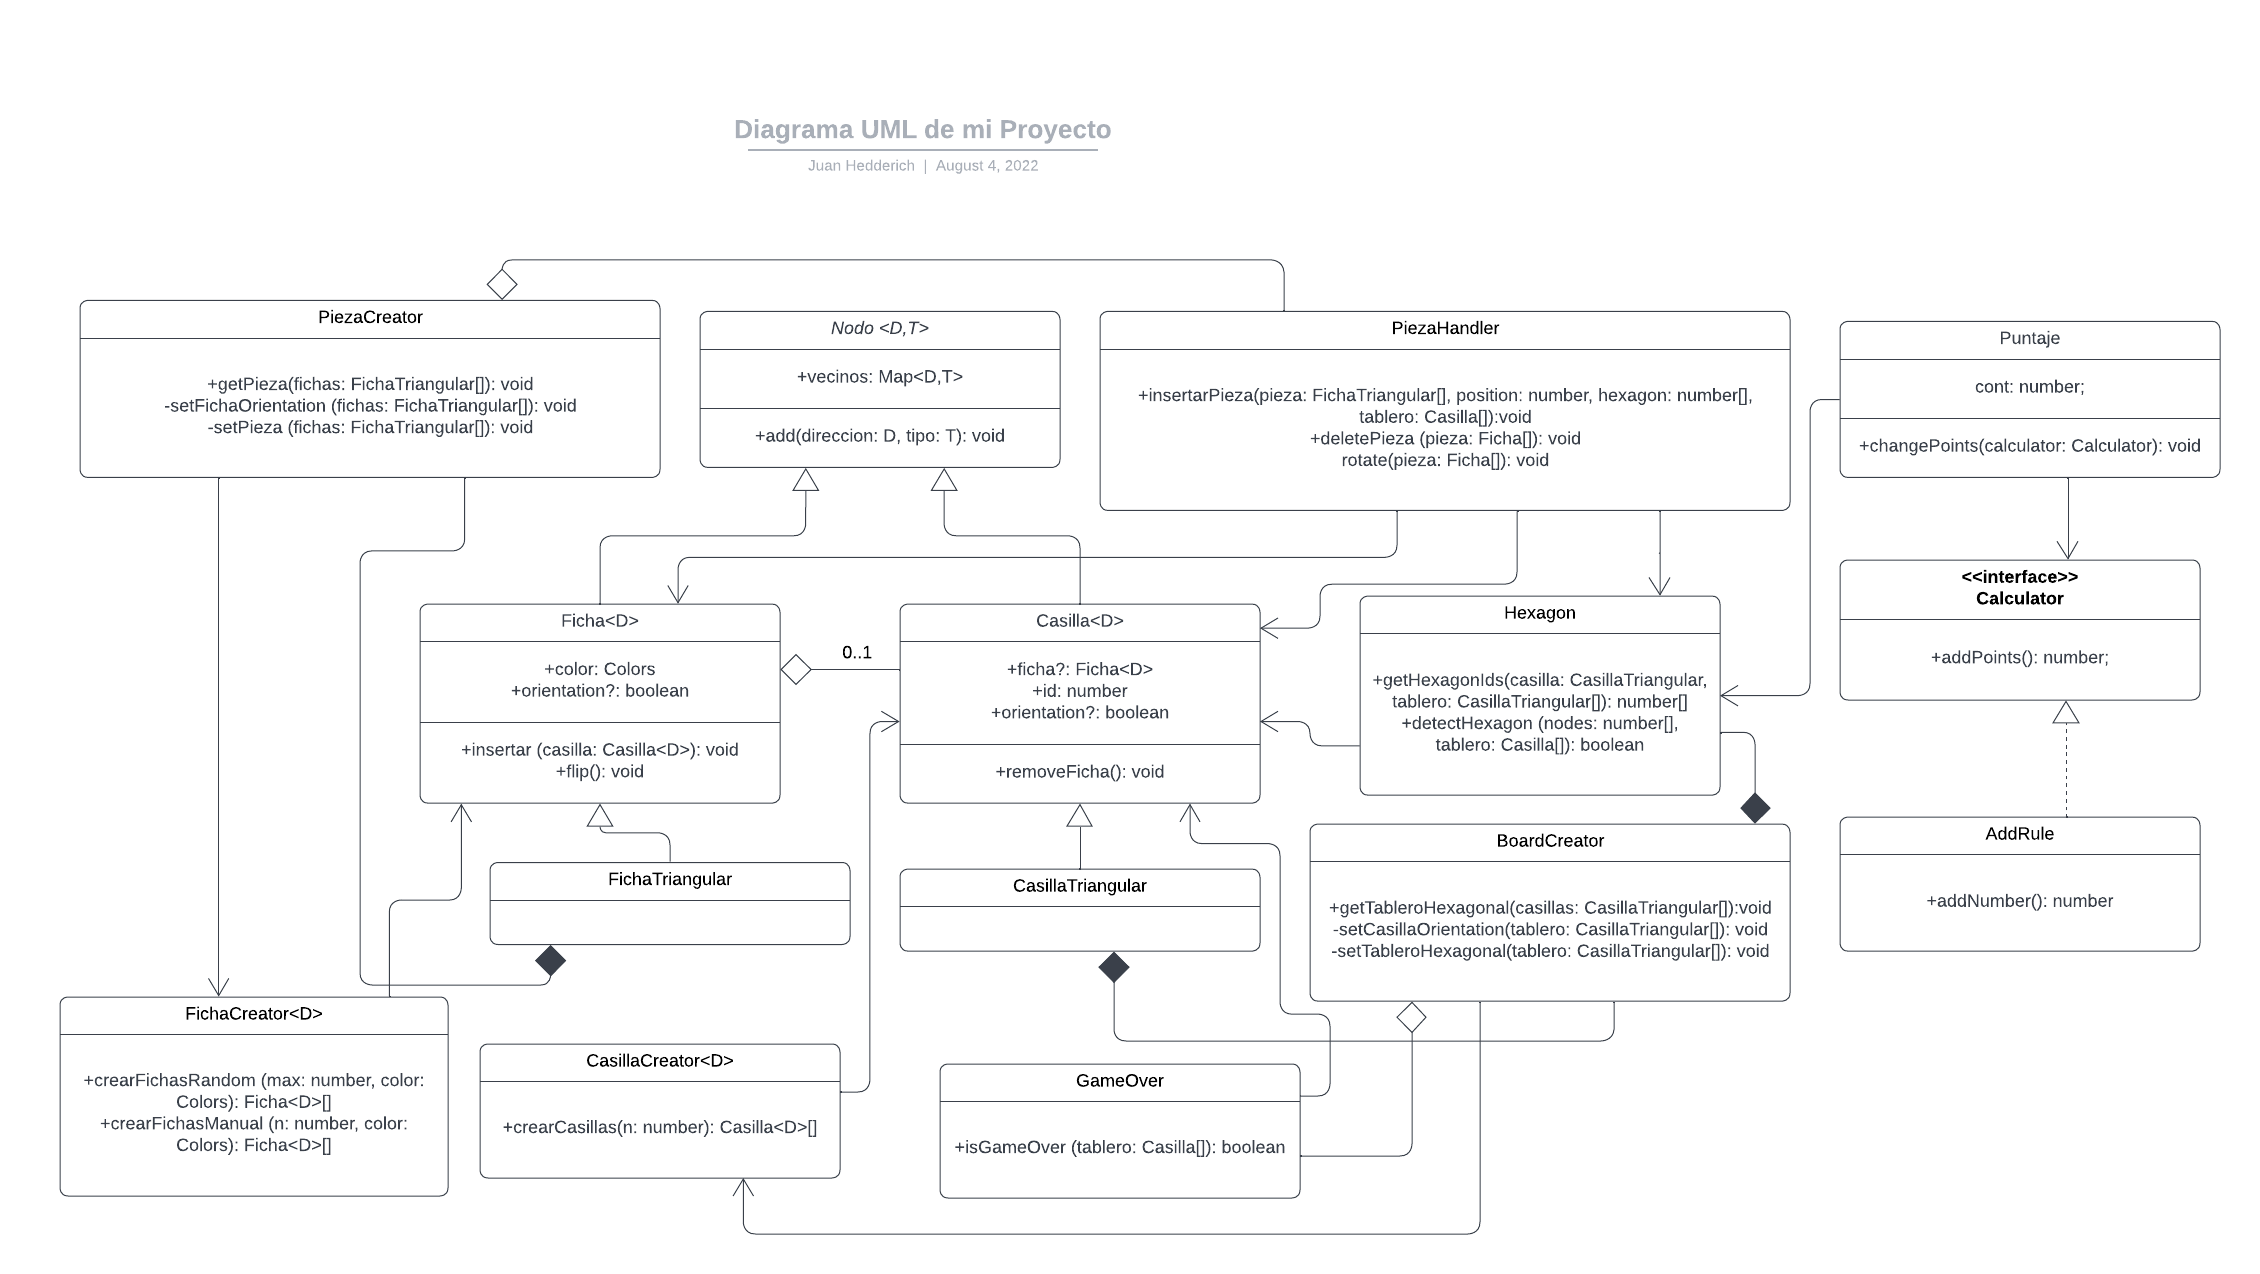 Diagrama UML de mi Proyecto
Juan Hedderich | August 4, 2022
PiezaCreator
+getPieza(fichas: FichaTriangular[]): void
-setFichaOrientation (fichas: FichaTriangular[]): void
-setPieza (fichas: FichaTriangular[]): void
Nodo <D,T>
+vecinos: Map<D,T>
+add(direccion: D, tipo: T): void
PiezaHandler
+insertarPieza(pieza: FichaTriangular[], position: number, hexagon: number[],
tablero: Casilla[]):void
+deletePieza (pieza: Ficha[]): void
rotate(pieza: Ficha[]): void
Puntaje
cont: number;
+changePoints(calculator: Calculator): void
Ficha<D>
+color: Colors
+orientation?: boolean
+insertar (casilla: Casilla<D>): void
+flip(): void
0..1
Casilla<D>
+ficha?: Ficha<D>
+id: number
+orientation?: boolean
+removeFicha(): void
Hexagon
+getHexagonIds(casilla: CasillaTriangular,
tablero: CasillaTriangular[]): number[]
+detectHexagon (nodes: number[],
tablero: Casilla[]): boolean
<<interface>>
Calculator
+addPoints(): number;
FichaTriangular
CasillaTriangular
BoardCreator
+getTableroHexagonal(casillas: CasillaTriangular[]):void
-setCasillaOrientation(tablero: CasillaTriangular[]): void
-setTableroHexagonal(tablero: CasillaTriangular[]): void
AddRule
+addNumber(): number
FichaCreator<D>
+crearFichasRandom (max: number, color:
Colors): Ficha<D>[]
+crearFichasManual (n: number, color:
Colors): Ficha<D>[]
CasillaCreator<D>
+crearCasillas(n: number): Casilla<D>[]
GameOver
+isGameOver (tablero: Casilla[]): boolean